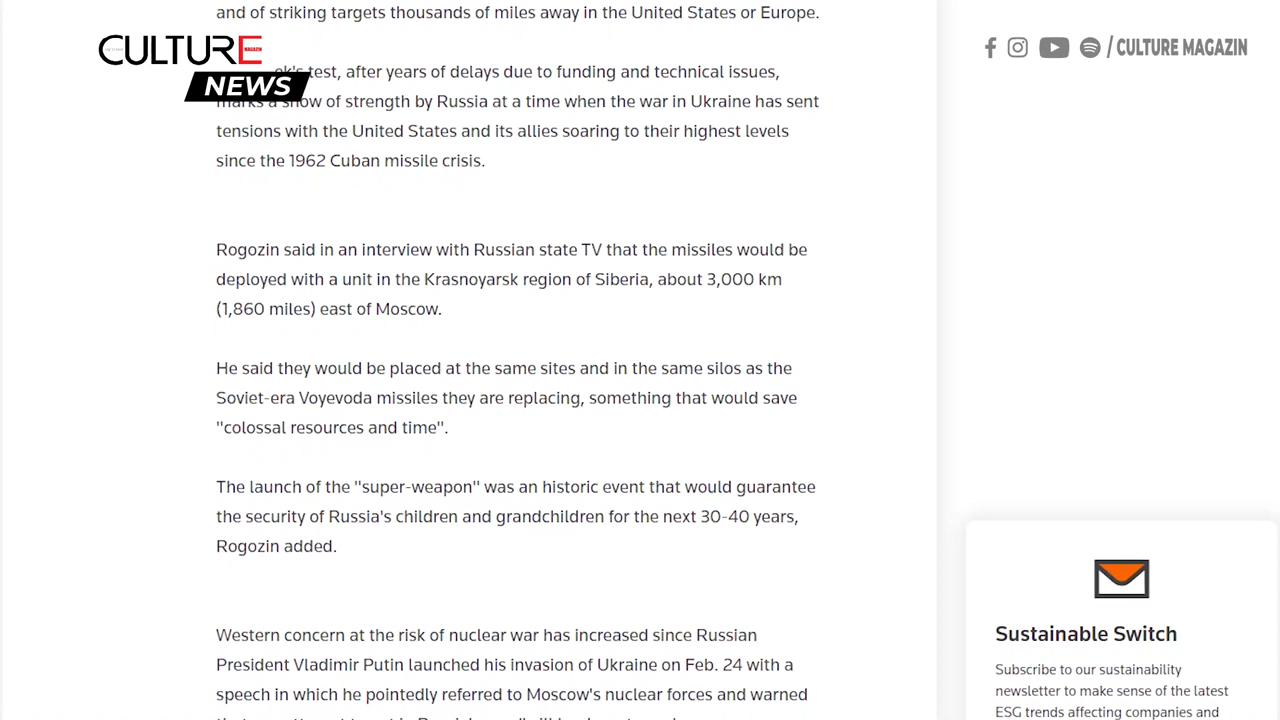 and of striking targets thousands of miles away in the United States or Europe.
CULTURE
MAGAZIN
NEWS
/ CULTURE MAGAZIN
test, after years of delays due to funding and technical issues,
marks a show of strength by Russia at a time when the war in Ukraine has sent
tensions with the United States and its allies soaring to their highest levels
since the 1962 Cuban missile crisis.
Rogozin said in an interview with Russian state TV that the missiles would be
deployed with a unit in the Krasnoyarsk region of Siberia, about 3,000 km
(1,860 miles) east of Moscow.
He said they would be placed at the same sites and in the same silos as the
Soviet-era Voyevoda missiles they are replacing, something that would save
"colossal resources and time".
The launch of the "super-weapon" was an historic event that would guarantee
the security of Russia's children and grandchildren for the next 30-40 years,
Rogozin added.
Western concern at the risk of nuclear war has increased since Russian
President Vladimir Putin launched his invasion of Ukraine on Feb. 24 with a
speech in which he pointedly referred to Moscow's nuclear forces and warned
Sustainable Switch
Subscribe to our sustainability
newsletter to make sense of the latest
ESG trends affecting companies and